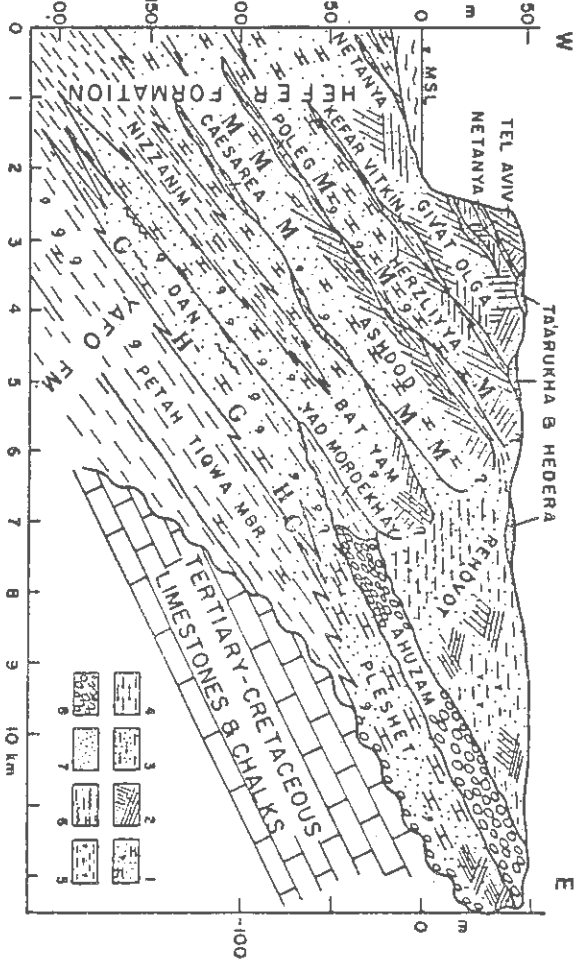 W
E
TAARUKHA & HEDERA
TEL AVIV
NETANYA
m
50
0
50
100
150
m
0
-100
MSL
NETANYA
HEFER FORMATION
KEFAR VITKIN
GIVAT OLGA
POLEG
HERZLIYYA
CAESAREA
ASHDOD
NIZZANIM
BAT YAM
YAD MORDEKHAY
REHOVOT
AHUZAM
PLESHET
DAN
YAFO FM
PETAH TIQWA MBR
M M
M
M
M
M M
M
G
H
G
H
G
?
?
?
TERTIARY-CRETACEOUS
LIMESTONES & CHALKS
0 1 2 3 4 5 6 7 8 9 10 km
4 3 2 1
8 7 6 5